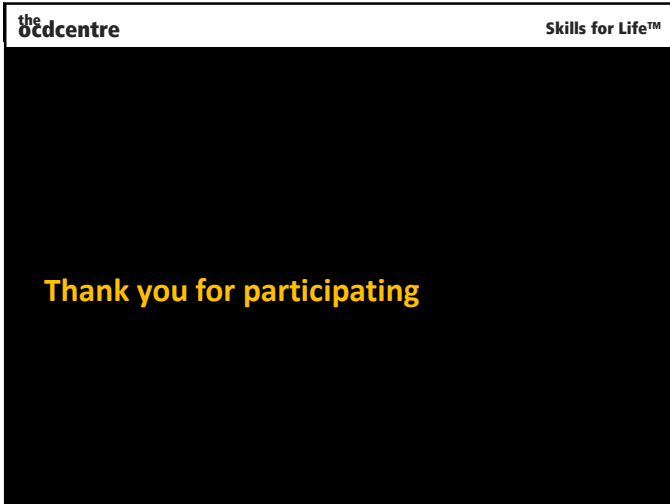 the
ocdcentre
Skills for Life™
Thank you for participating